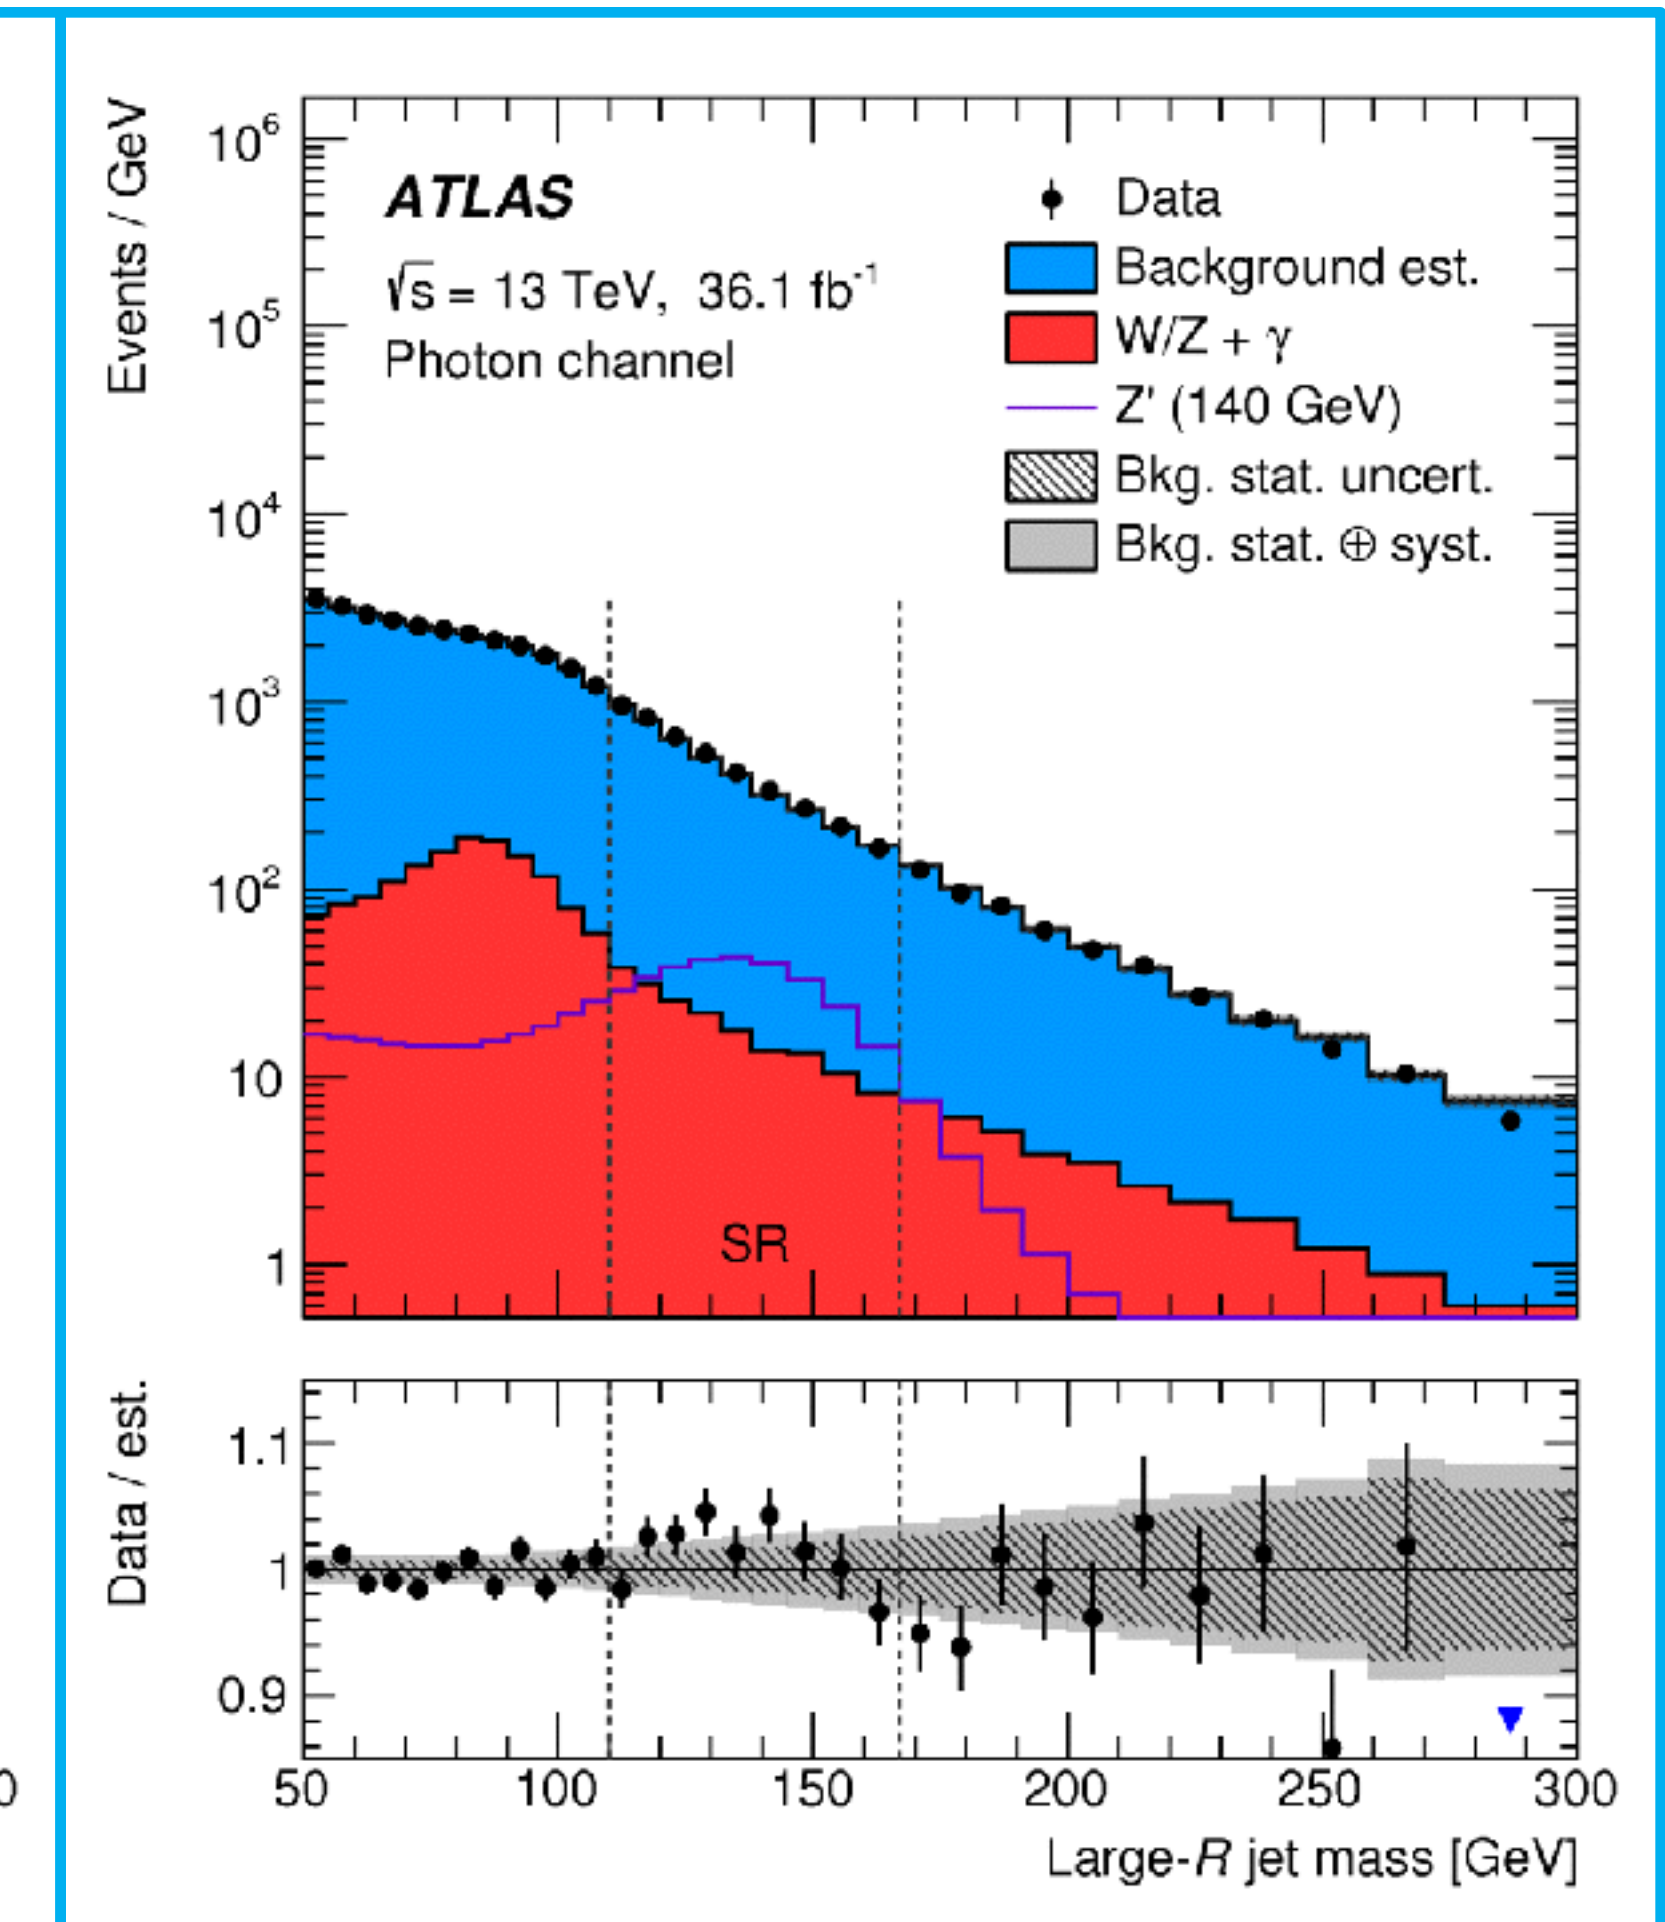 Events / GeV
10⁶
10⁵
10⁴
10³
10²
10
1
ATLAS
√s = 13 TeV, 36.1 fb⁻¹
Photon channel
Data
Background est.
W/Z + γ
Z' (140 GeV)
Bkg. stat. uncert.
Bkg. stat. ⊕ syst.
SR
Data / est.
1.1
1
0.9
0
50 100 150 200 250 300
Large-R jet mass [GeV]